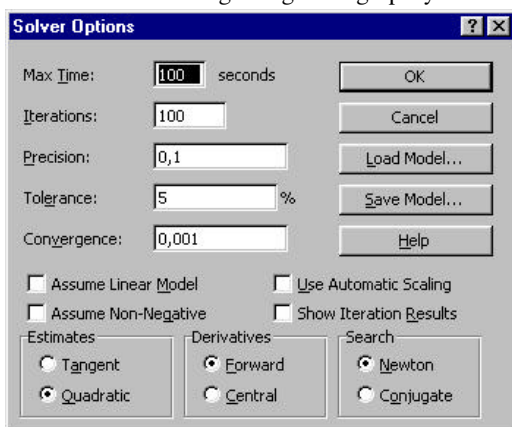 Solver Options
Max Time: 100 seconds OK
Iterations: 100 Cancel
Precision: 0,1 Load Model...
Tolerance: 5 % Save Model...
Convergence: 0,001 Help
Assume Linear Model Use Automatic Scaling
Assume Non-Negative Show Iteration Results
Estimates Derivatives Search
Tangent Forward Newton
Quadratic Central Conjugate